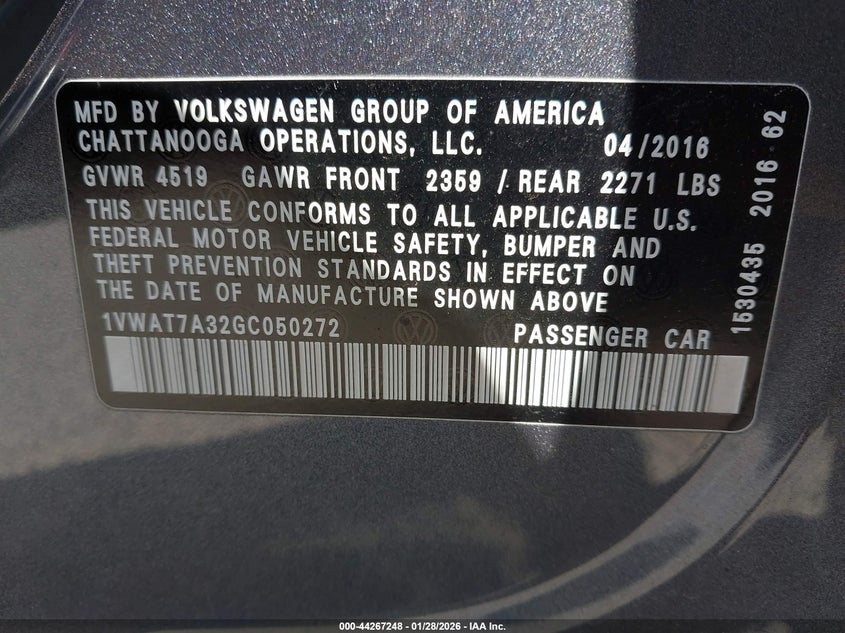 MFD BY VOLKSWAGEN GROUP OF AMERICA
CHATTANOOGA OPERATIONS, LLC. 04/2016
GVWR 4519 GAWR FRONT 2359 / REAR 2271 LBS
THIS VEHICLE CONFORMS TO ALL APPLICABLE U.S.
FEDERAL MOTOR VEHICLE SAFETY, BUMPER AND
THEFT PREVENTION STANDARDS IN EFFECT ON
THE DATE OF MANUFACTURE SHOWN ABOVE
1VWAT7A32GC050272 PASSENGER CAR
1530435 2016 62
000-44267248 - 01/28/2026 - IAA Inc.